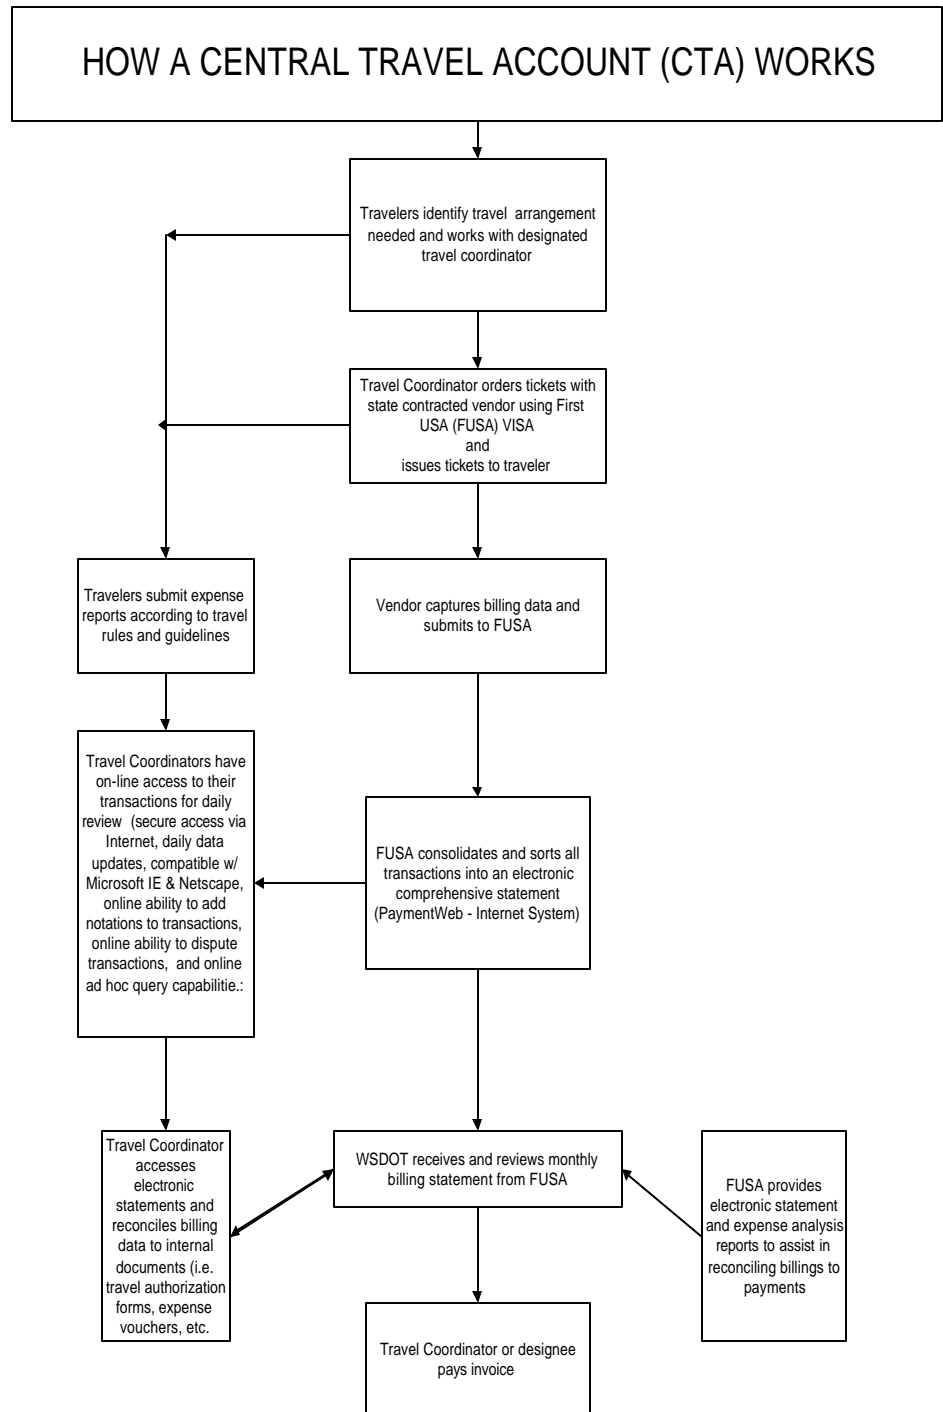 HOW A CENTRAL TRAVEL ACCOUNT (CTA) WORKS
Travelers identify travel arrangement
needed and works with designated
travel coordinator
Travel Coordinator orders tickets with
state contracted vendor using First
USA (FUSA) VISA
and
issues tickets to traveler
Travelers submit expense
reports according to travel
rules and guidelines
Vendor captures billing data and
submits to FUSA
Travel Coordinators have
on-line access to their
transactions for daily
review (secure access via
Internet, daily data
updates, compatible w/
Microsoft IE & Netscape,
online ability to add
notations to transactions,
online ability to dispute
transactions, and online
ad hoc query capabilitie.:
FUSA consolidates and sorts all
transactions into an electronic
comprehensive statement
(PaymentWeb - Internet System)
Travel Coordinator
accesses
electronic
statements and
reconciles billing
data to internal
documents (i.e.
travel authorization
forms, expense
vouchers, etc.
WSDOT receives and reviews monthly
billing statement from FUSA
FUSA provides
electronic statement
and expense analysis
reports to assist in
reconciling billings to
payments
Travel Coordinator or designee
pays invoice